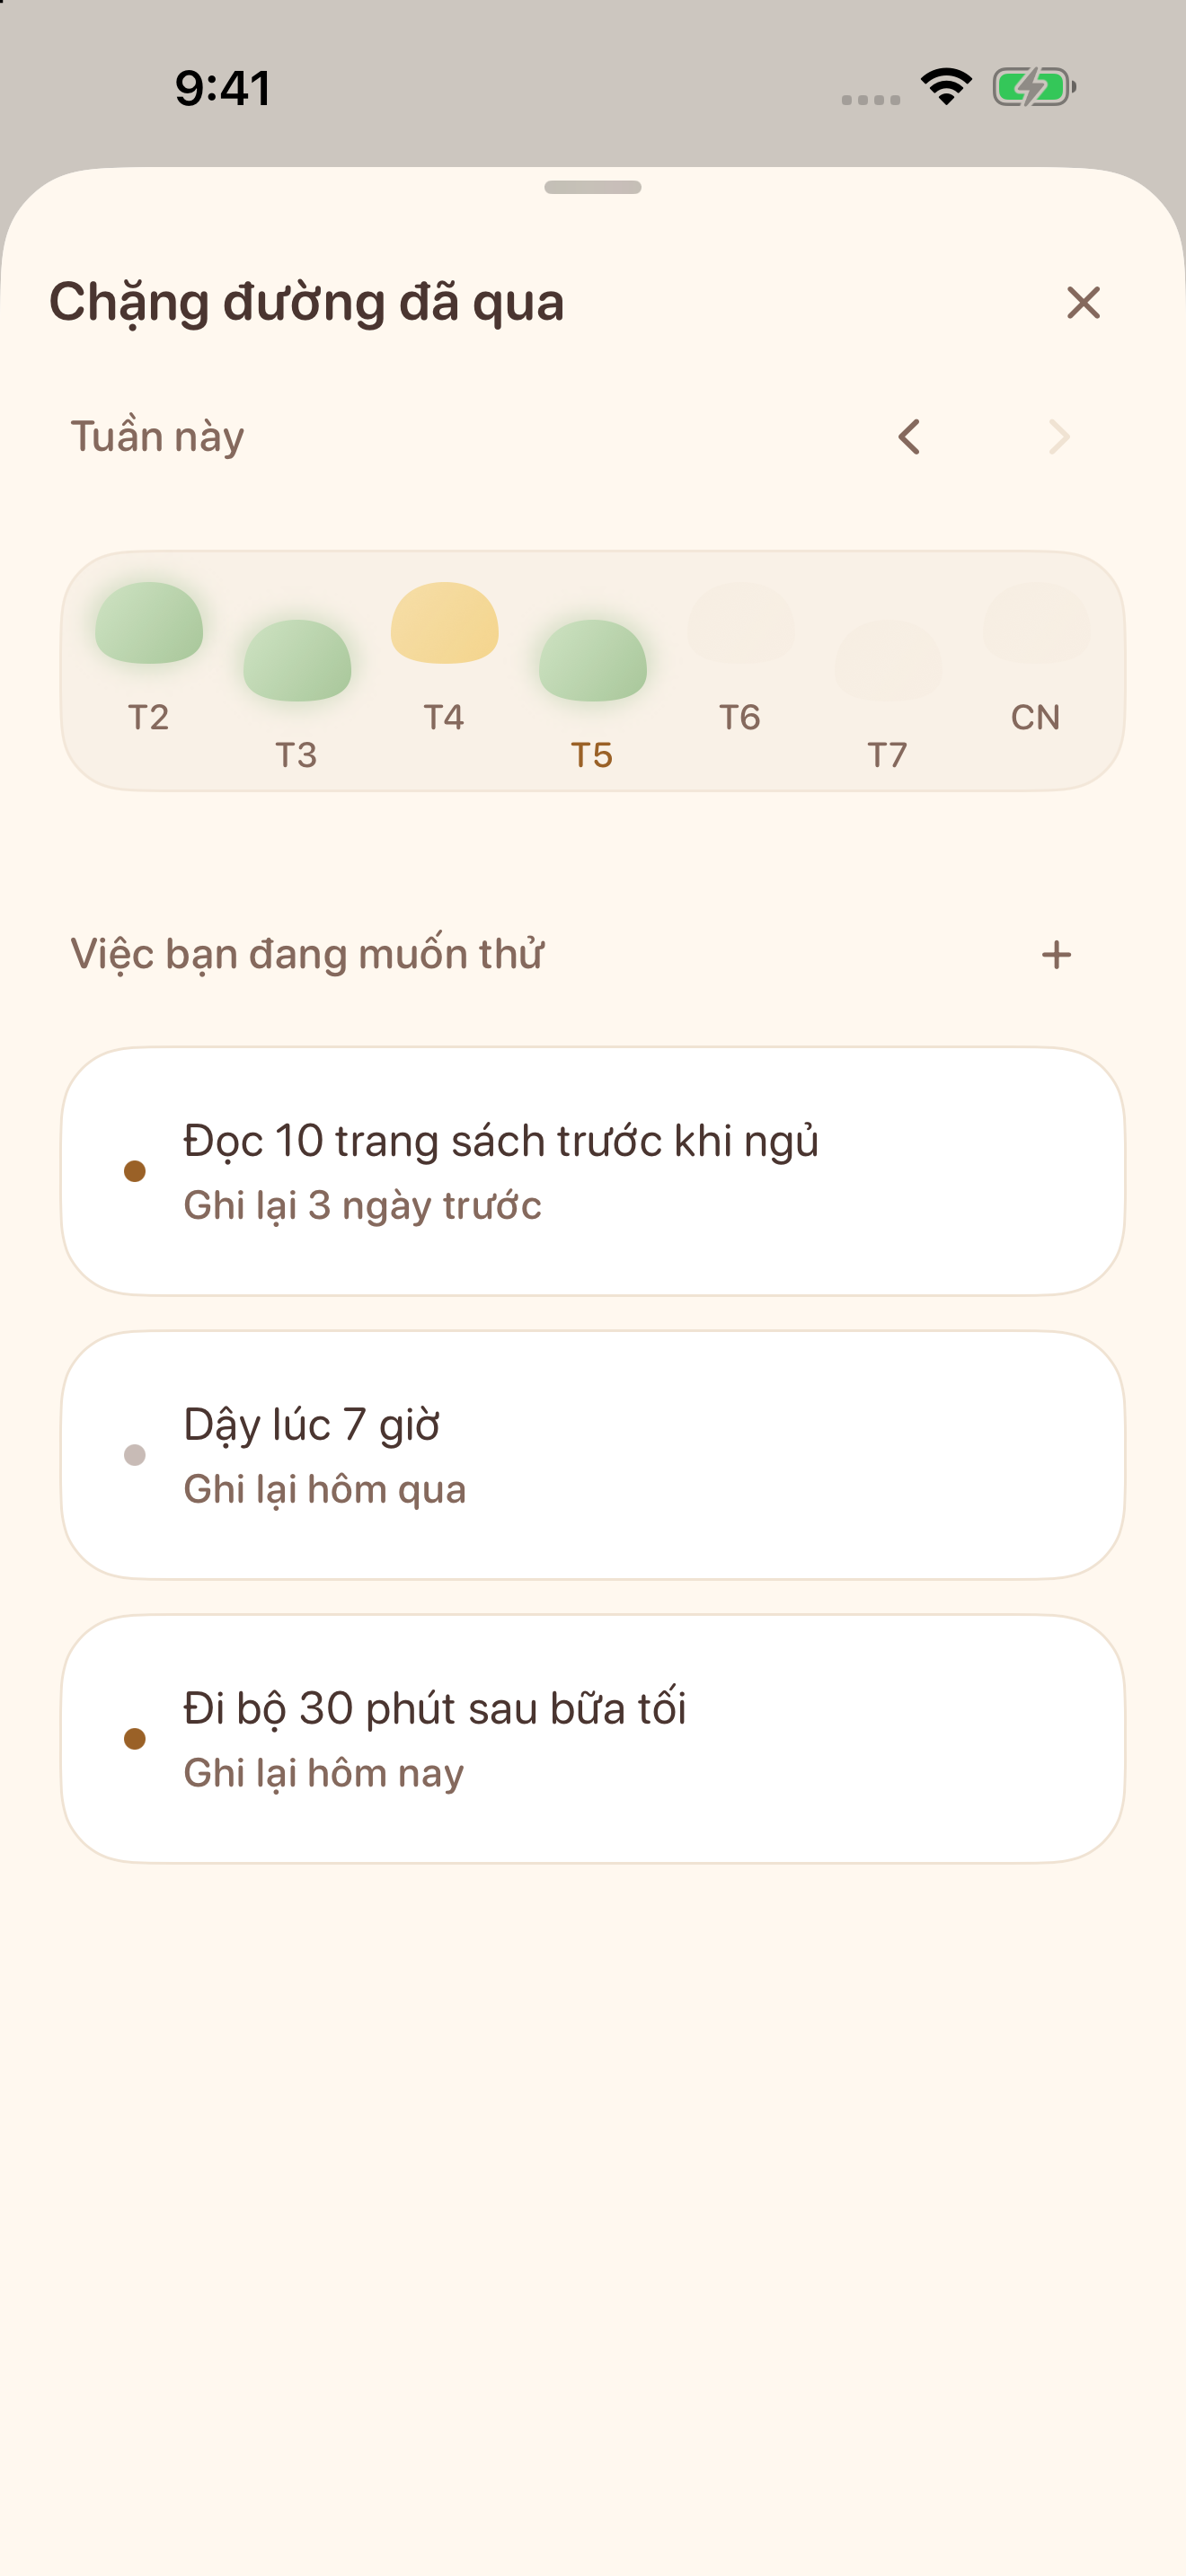 9:41
Chặng đường đã qua
Tuần này
T2
T3
T4
T5
T6
T7
CN
Việc bạn đang muốn thử
Đọc 10 trang sách trước khi ngủ
Ghi lại 3 ngày trước
Dậy lúc 7 giờ
Ghi lại hôm qua
Đi bộ 30 phút sau bữa tối
Ghi lại hôm nay